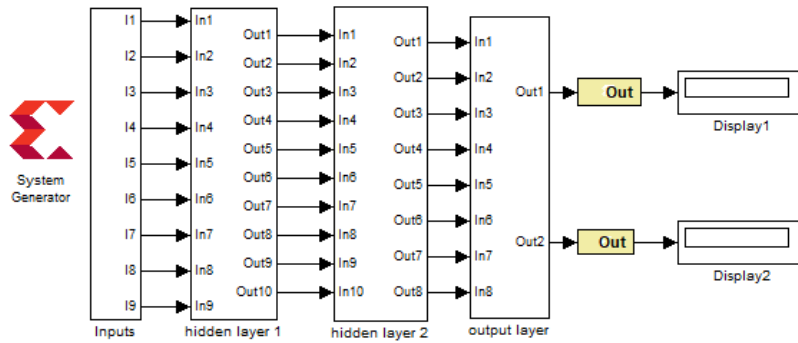 I1
I2
I3
I4
I5
I6
I7
I8
I9
Inputs
System
Generator
In1
In2
In3
In4
In5
In6
In7
In8
In9
Out1
Out2
Out3
Out4
Out5
Out6
Out7
Out8
Out9
Out10
hidden layer 1
In1
In2
In3
In4
In5
In6
In7
In8
In9
In10
Out1
Out2
Out3
Out4
Out5
Out6
Out7
Out8
hidden layer 2
In1
In2
In3
In4
In5
In6
In7
In8
Out1
Out2
output layer
Out
Display1
Out
Display2